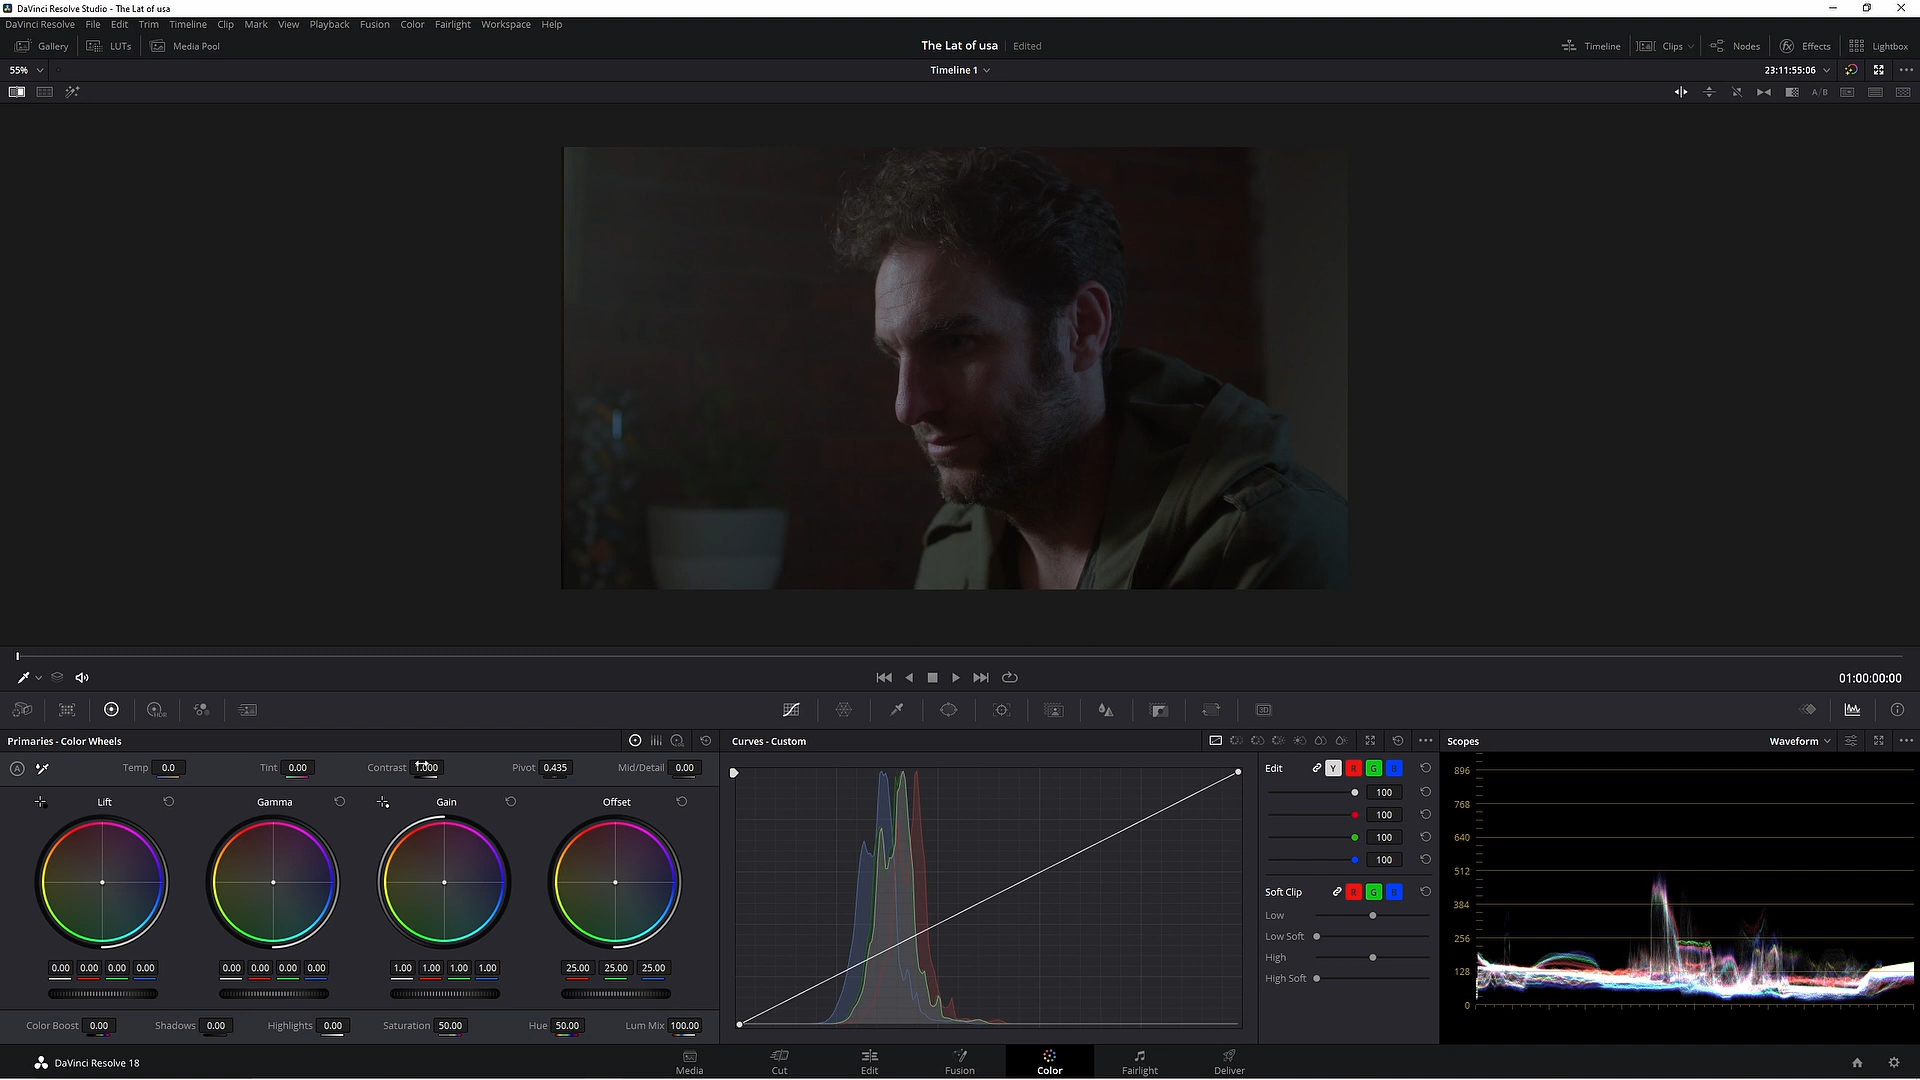 DaVinci Resolve Studio - The Lat of usa
DaVinci Resolve File Edit Trim Timeline Clip Mark View Playback Fusion Color Fairlight Workspace Help
Gallery LUTs Media Pool The Lat of usa Edited Timeline Clips Nodes fx Effects Lightbox
55% Timeline 1 23:11:55:06
A/B
01:00:00:00
HDR 3D
Primaries - Color Wheels Curves - Custom Scopes Waveform
A Temp 0.0 Tint 0.00 Contrast 1.000 Pivot 0.435 Mid/Detail 0.00
Lift Gamma Gain Offset
0.00 0.00 0.00 0.00 0.00 0.00 0.00 0.00 1.00 1.00 1.00 1.00 25.00 25.00 25.00
Color Boost 0.00 Shadows 0.00 Highlights 0.00 Saturation 50.00 Hue 50.00 Lum Mix 100.00
Edit Y R G B
100
100
100
100
Soft Clip R G B
Low
Low Soft
High
High Soft
896
768
640
512
384
256
128
0
DaVinci Resolve 18 Media Cut Edit Fusion Color Fairlight Deliver